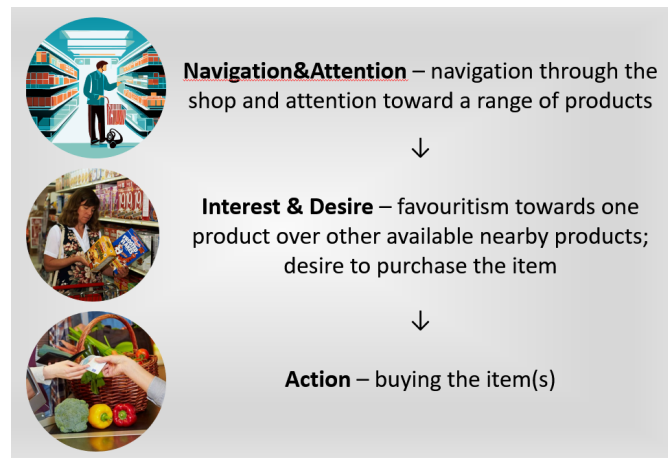 Navigation&Attention – navigation through the
shop and attention toward a range of products
↓
Interest & Desire – favouritism towards one
product over other available nearby products;
desire to purchase the item
↓
Action – buying the item(s)